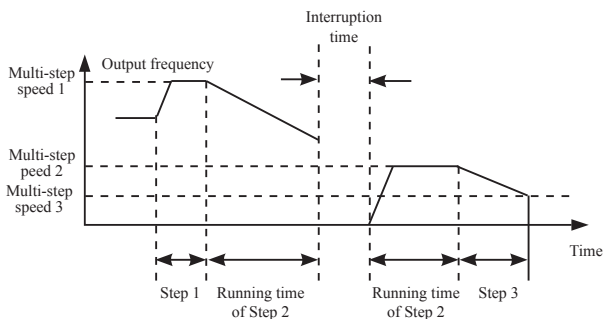 Interruption
time
Output frequency
Multi-step
speed 1
Multi-step
peed 2
Multi-step
speed 3
Time
Step 1
Running time
of Step 2
Running time
of Step 2
Step 3